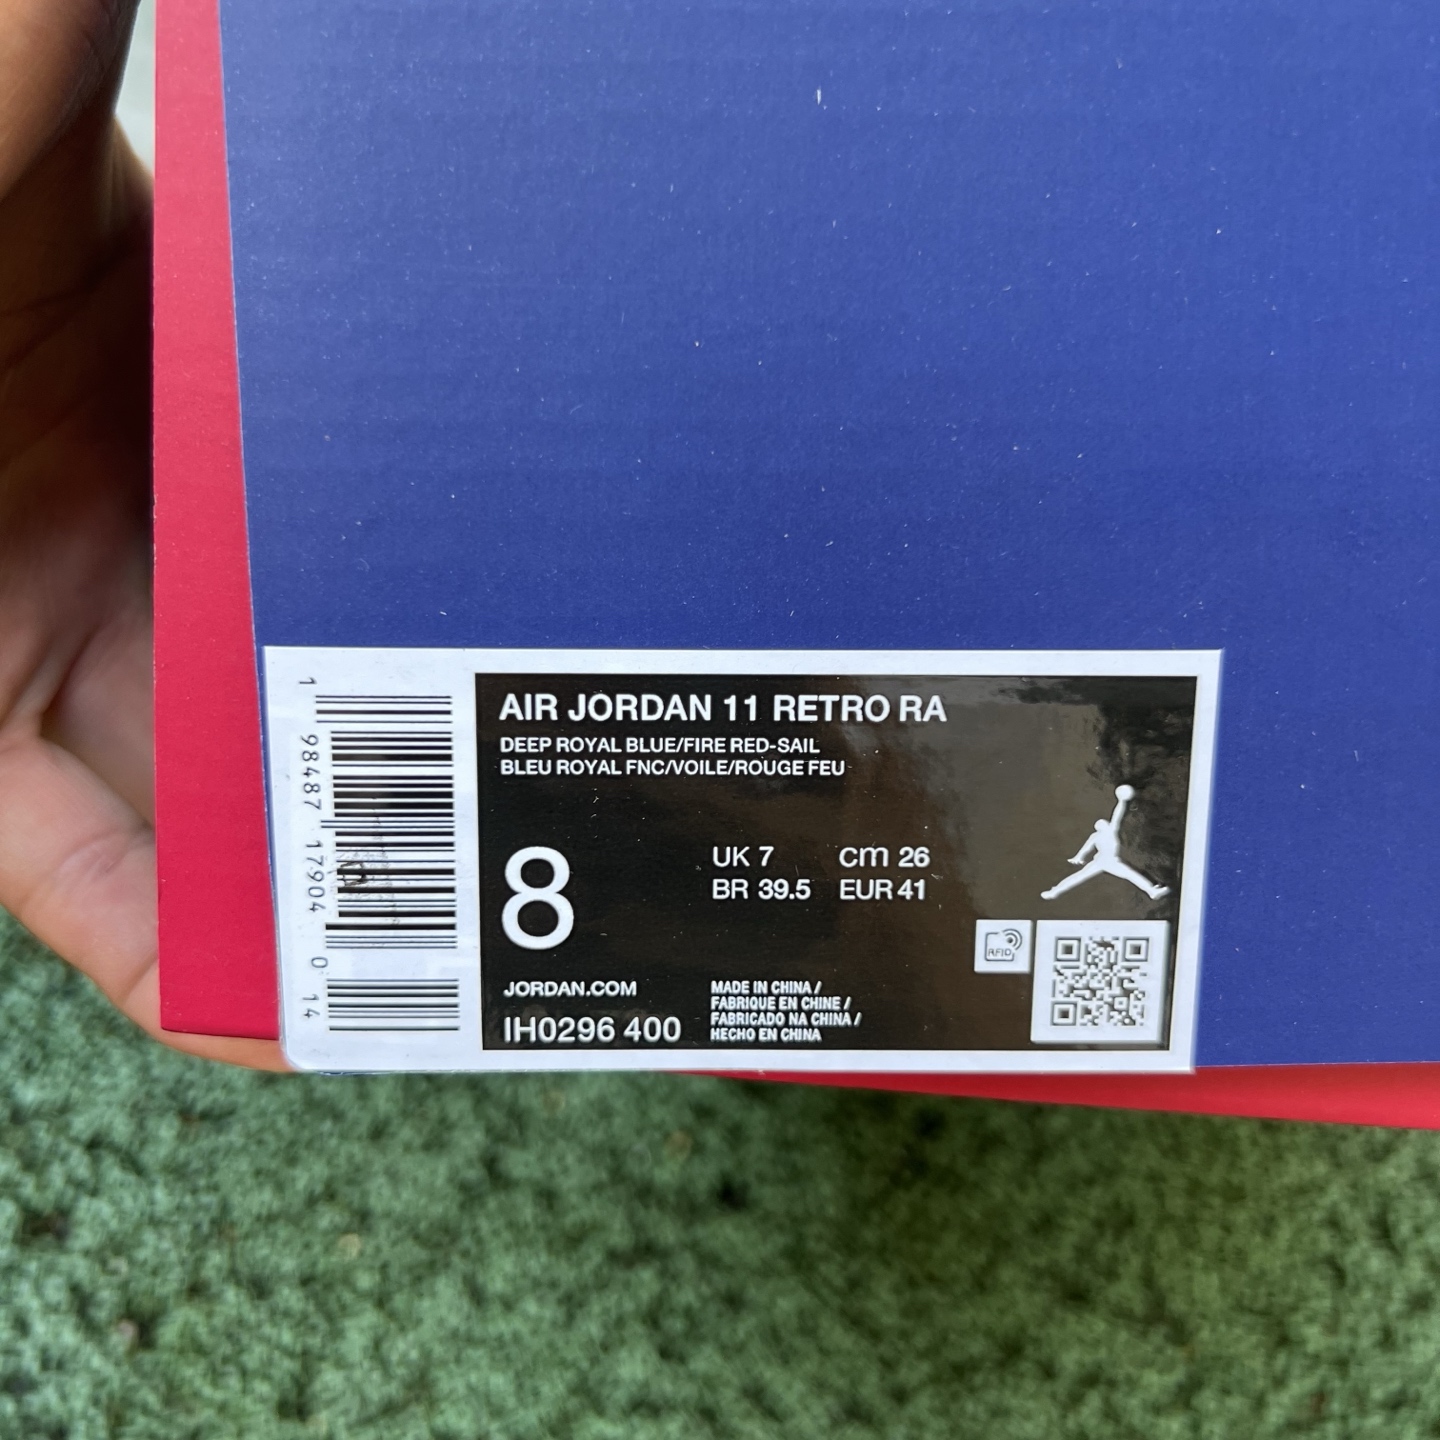 AIR JORDAN 11 RETRO RA
DEEP ROYAL BLUE/FIRE RED-SAIL
BLEU ROYAL FNC/VOILE/ROUGE FEU
8
UK 7 cm 26
BR 39.5 EUR 41
RFID
JORDAN.COM
IH0296 400
MADE IN CHINA /
FABRIQUE EN CHINE /
FABRICADO NA CHINA /
HECHO EN CHINA
1 98487 17904 0 14